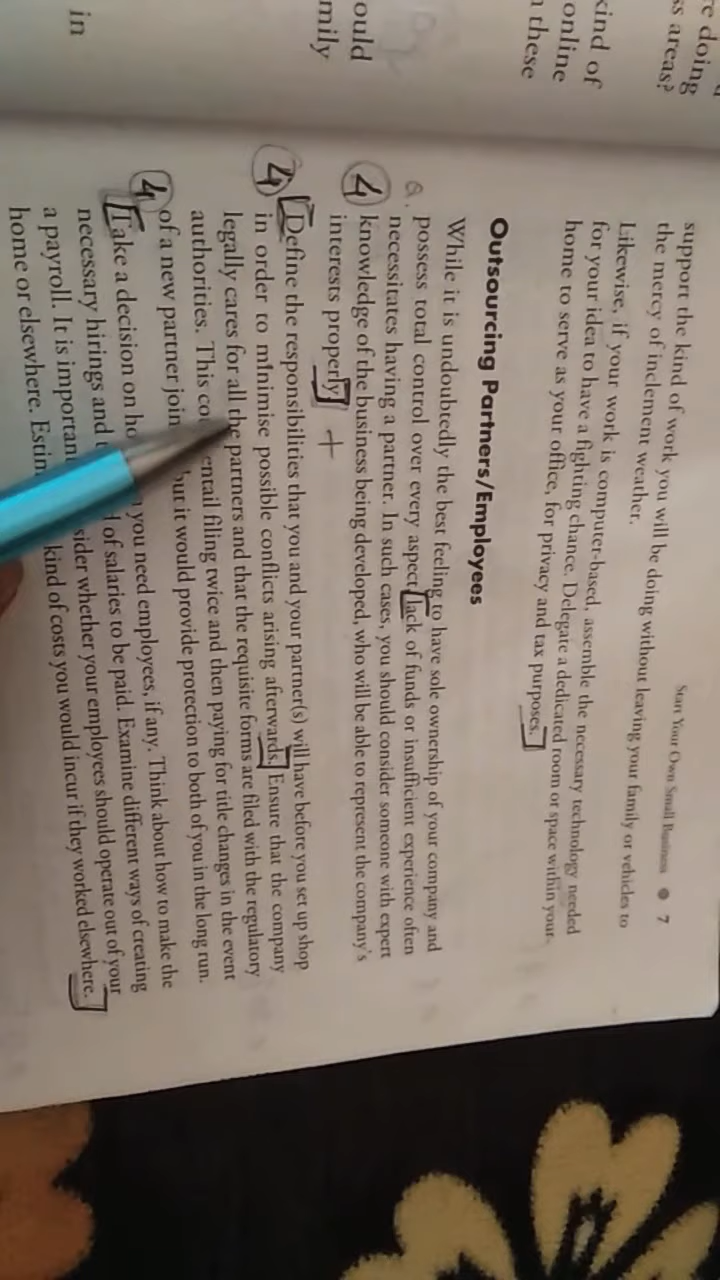 re doing
ss areas?
kind of
online
n these
ould
mily
in
Start Your Own Small Business ● 7
support the kind of work you will be doing without leaving your family or vehicles to
the mercy of inclement weather.
Likewise, if your work is computer-based, assemble the necessary technology needed
for your idea to have a fighting chance. Delegate a dedicated room or space within your
home to serve as your office, for privacy and tax purposes.
Outsourcing Partners/Employees
While it is undoubtedly the best feeling to have sole ownership of your company and
possess total control over every aspect, lack of funds or insufficient experience often
necessitates having a partner. In such cases, you should consider someone with expert
4 knowledge of the business being developed, who will be able to represent the company's
interests properly. +
Define the responsibilities that you and your partner(s) will have before you set up shop
4 in order to minimise possible conflicts arising afterwards. Ensure that the company
legally cares for all the partners and that the requisite forms are filed with the regulatory
authorities. This co entail filing twice and then paying for title changes in the event
4 of a new partner join but it would provide protection to both of you in the long run.
Take a decision on ho you need employees, if any. Think about how to make the
necessary hirings and of salaries to be paid. Examine different ways of creating
a payroll. It is importan sider whether your employees should operate out of your
home or elsewhere. Estim kind of costs you would incur if they worked elsewhere.